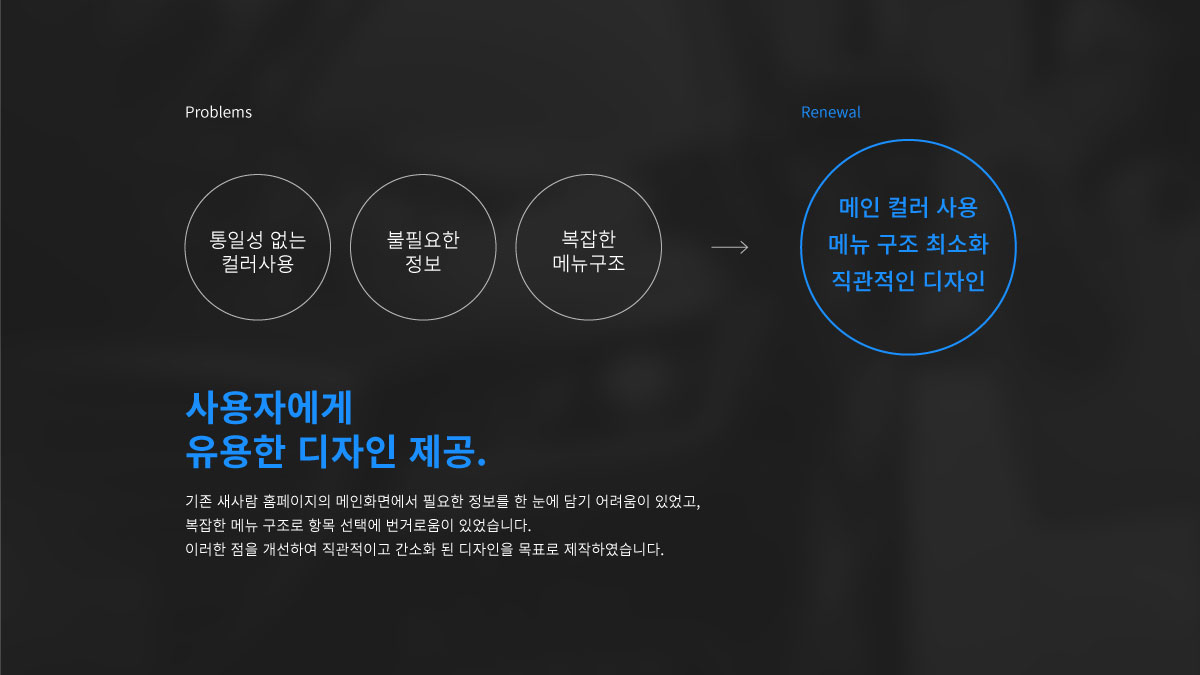 Problems
통일성 없는
컬러사용
불필요한
정보
복잡한
메뉴구조
Renewal
메인 컬러 사용
메뉴 구조 최소화
직관적인 디자인
사용자에게
유용한 디자인 제공.
기존 새사람 홈페이지의 메인화면에서 필요한 정보를 한 눈에 담기 어려움이 있었고,
복잡한 메뉴 구조로 항목 선택에 번거로움이 있었습니다.
이러한 점을 개선하여 직관적이고 간소화 된 디자인을 목표로 제작하였습니다.